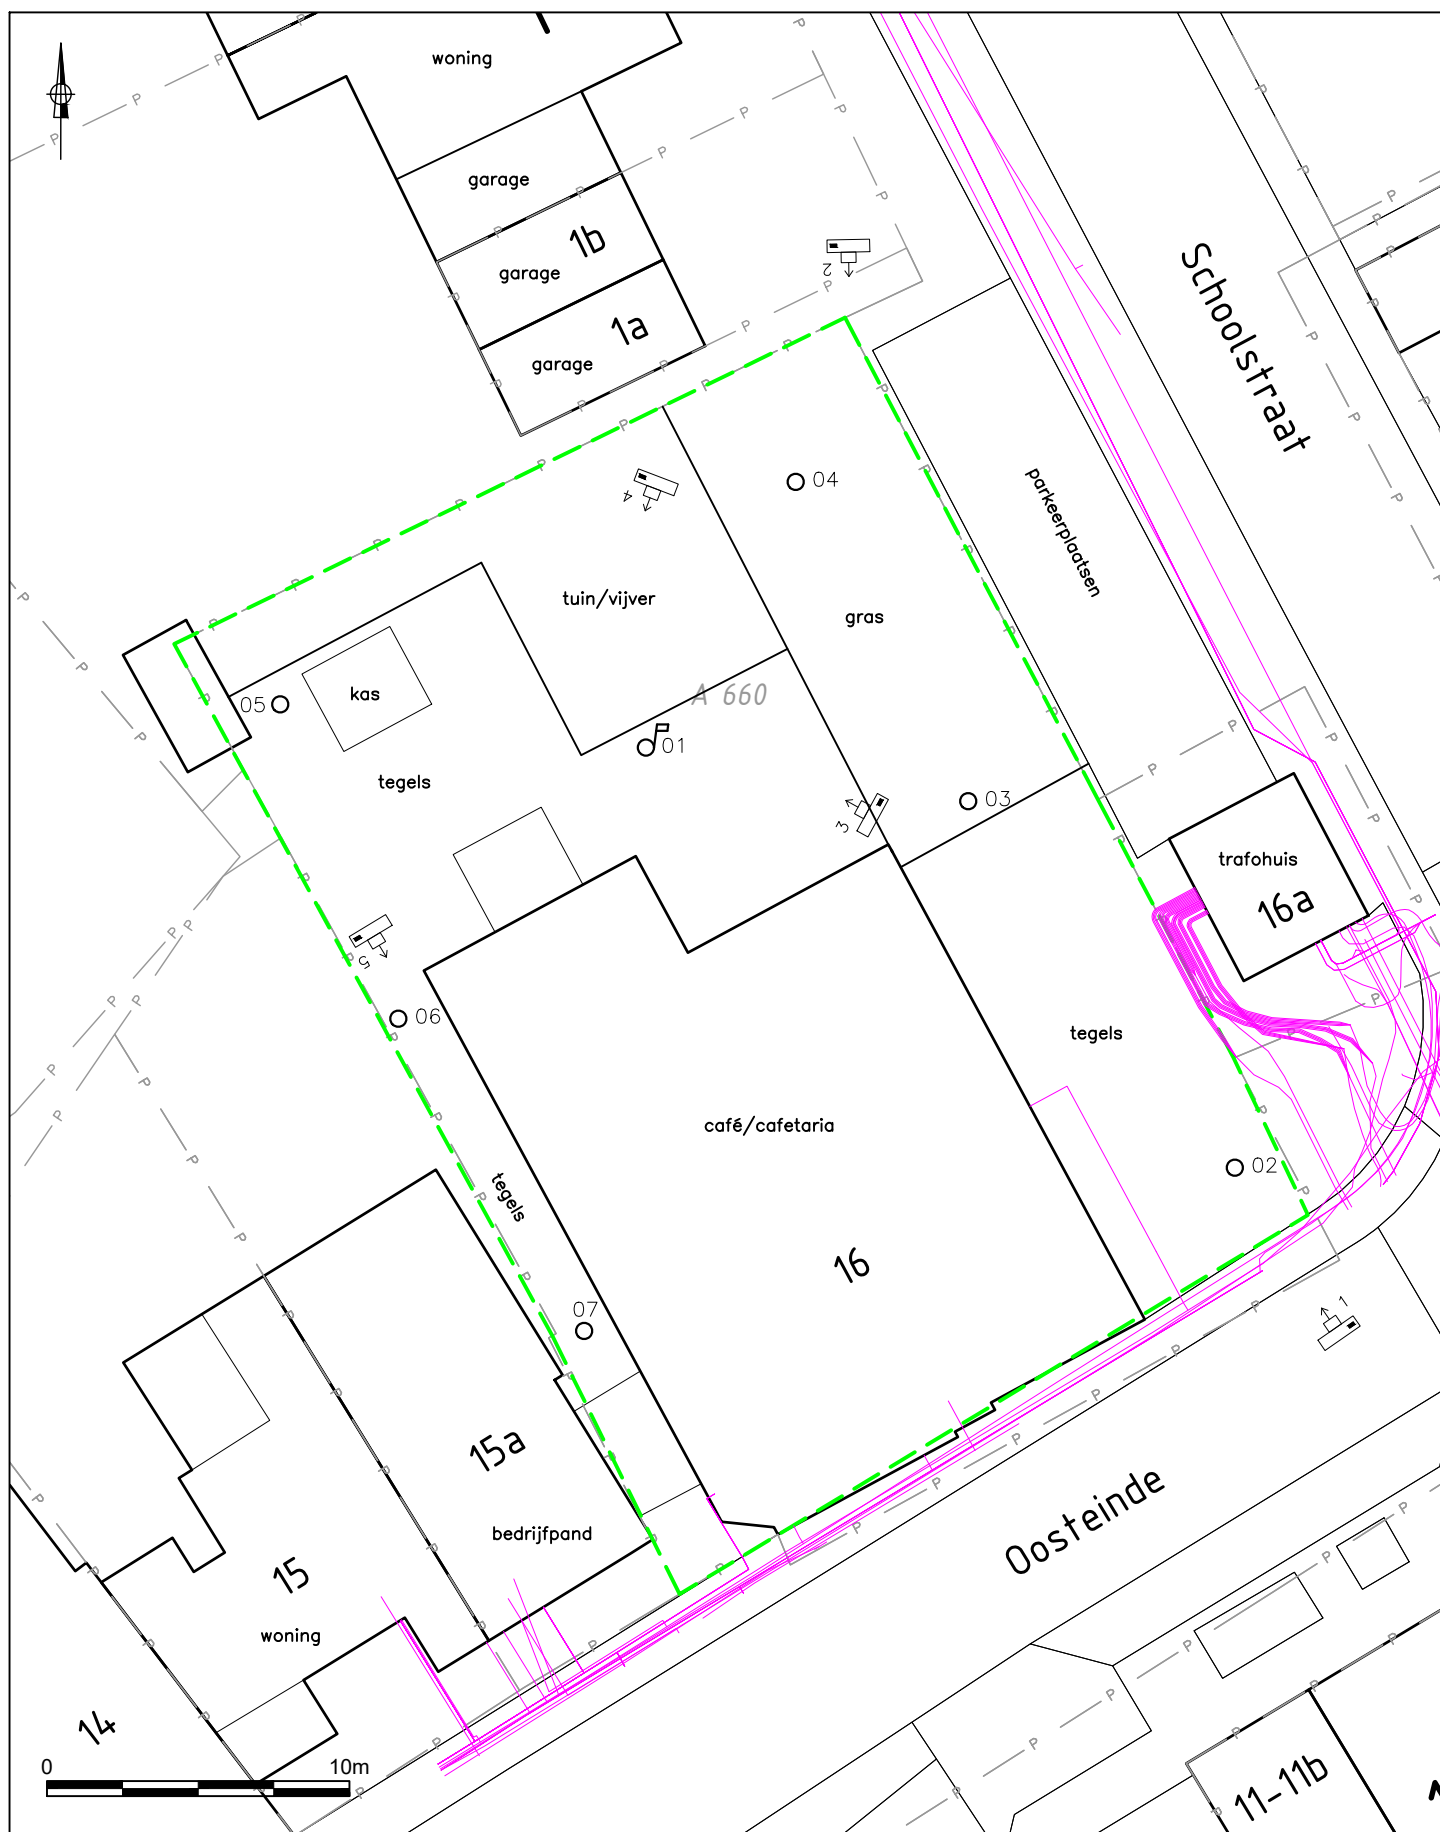 woning
garage
1b
garage
1a
garage
2
Schoolstraat
4
04
parkeerplaatsen
tuin/vijver
gras
kas
A 660
05
01
tegels
03
3
trafohuis
16a
5
06
tegels
café/cafetaria
02
tegels
16
07
1
15a
Oosteinde
bedrijfpand
15
woning
14
0 10m
11-11b
P